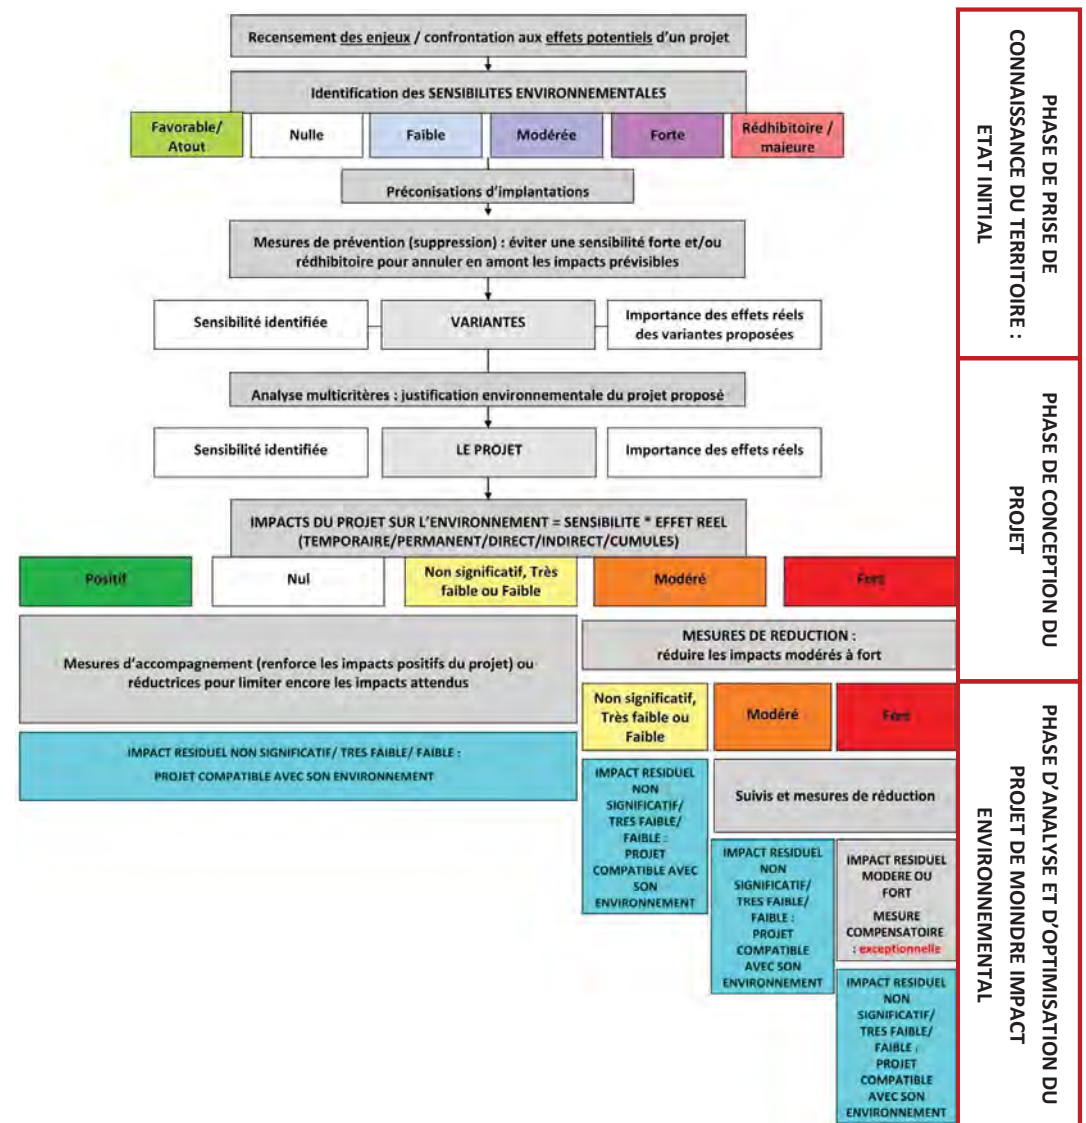 Recensement des enjeux / confrontation aux effets potentiels d'un projet
Identification des SENSIBILITES ENVIRONNEMENTALES
Favorable/
Atout
Nulle
Faible
Modérée
Forte
Rédhibitoire /
majeure
Préconisations d'implantations
Mesures de prévention (suppression) : éviter une sensibilité forte et/ou
rédhibitoire pour annuler en amont les impacts prévisibles
Sensibilité identifiée
VARIANTES
Importance des effets réels
des variantes proposées
Analyse multicritères : justification environnementale du projet proposé
Sensibilité identifiée
LE PROJET
Importance des effets réels
IMPACTS DU PROJET SUR L'ENVIRONNEMENT = SENSIBILITE * EFFET REEL
(TEMPORAIRE/PERMANENT/DIRECT/INDIRECT/CUMULES)
Positif
Nul
Non significatif, Très
faible ou Faible
Modéré
Fort
Mesures d'accompagnement (renforce les impacts positifs du projet) ou
réductrices pour limiter encore les impacts attendus
MESURES DE REDUCTION :
réduire les impacts modérés à fort
Non significatif,
Très faible ou
Faible
Modéré
Fort
IMPACT RESIDUEL NON SIGNIFICATIF/ TRES FAIBLE/ FAIBLE :
PROJET COMPATIBLE AVEC SON ENVIRONNEMENT
IMPACT RESIDUEL
NON
SIGNIFICATIF/
TRES FAIBLE/
FAIBLE :
PROJET
COMPATIBLE AVEC
SON
ENVIRONNEMENT
Suivis et mesures de réduction
IMPACT RESIDUEL
NON
SIGNIFICATIF/
TRES FAIBLE/
FAIBLE :
PROJET
COMPATIBLE
AVEC SON
ENVIRONNEMENT
IMPACT RESIDUEL
MODERE OU
FORT
MESURE
COMPENSATOIRE
: exceptionnelle
IMPACT RESIDUEL
NON
SIGNIFICATIF/
TRES FAIBLE/
FAIBLE :
PROJET
COMPATIBLE
AVEC SON
ENVIRONNEMENT
PHASE DE PRISE DE
CONNAISSANCE DU TERRITOIRE :
ETAT INITIAL
PHASE DE CONCEPTION DU
PROJET
PHASE D'ANALYSE ET D'OPTIMISATION DU
PROJET DE MOINDRE IMPACT
ENVIRONNEMENTAL